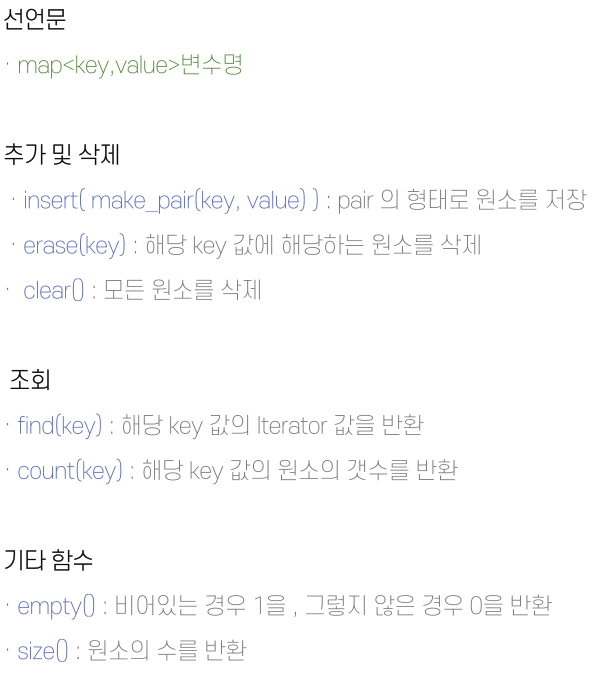 선언문
· map<key,value>변수명
추가 및 삭제
· insert( make_pair(key, value) ) : pair 의 형태로 원소를 저장
· erase(key) : 해당 key 값에 해당하는 원소를 삭제
· clear() : 모든 원소를 삭제
조회
· find(key) : 해당 key 값의 Iterator 값을 반환
· count(key) : 해당 key 값의 원소의 갯수를 반환
기타 함수
· empty() : 비어있는 경우 1을 , 그렇지 않은 경우 0을 반환
· size() : 원소의 수를 반환